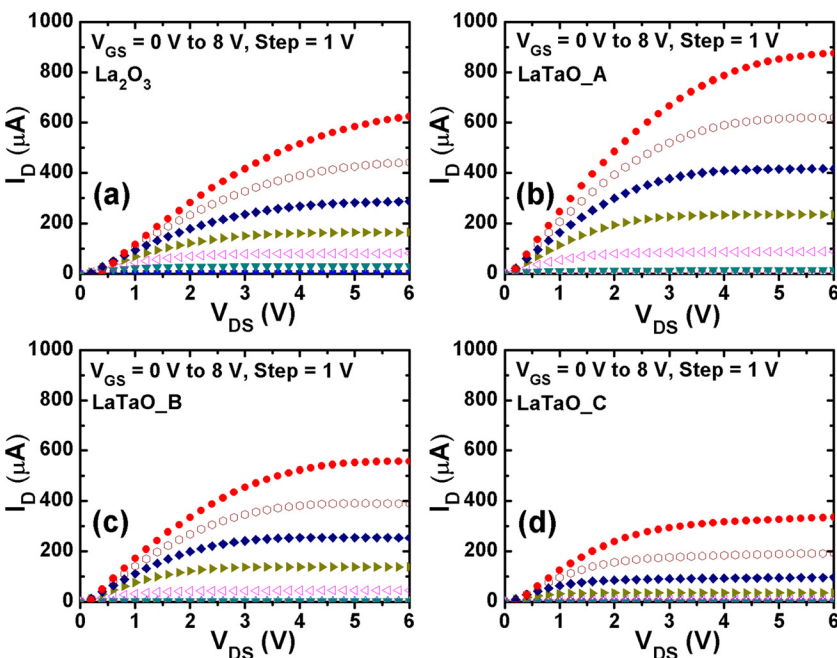 V_GS = 0 V to 8 V, Step = 1 V
La₂O₃
(a)
I_D (μA)
1000
800
600
400
200
0
0 1 2 3 4 5 6
V_DS (V)
V_GS = 0 V to 8 V, Step = 1 V
LaTaO_A
(b)
I_D (μA)
1000
800
600
400
200
0
0 1 2 3 4 5 6
V_DS (V)
V_GS = 0 V to 8 V, Step = 1 V
LaTaO_B
(c)
I_D (μA)
1000
800
600
400
200
0
0 1 2 3 4 5 6
V_DS (V)
V_GS = 0 V to 8 V, Step = 1 V
LaTaO_C
(d)
I_D (μA)
1000
800
600
400
200
0
0 1 2 3 4 5 6
V_DS (V)